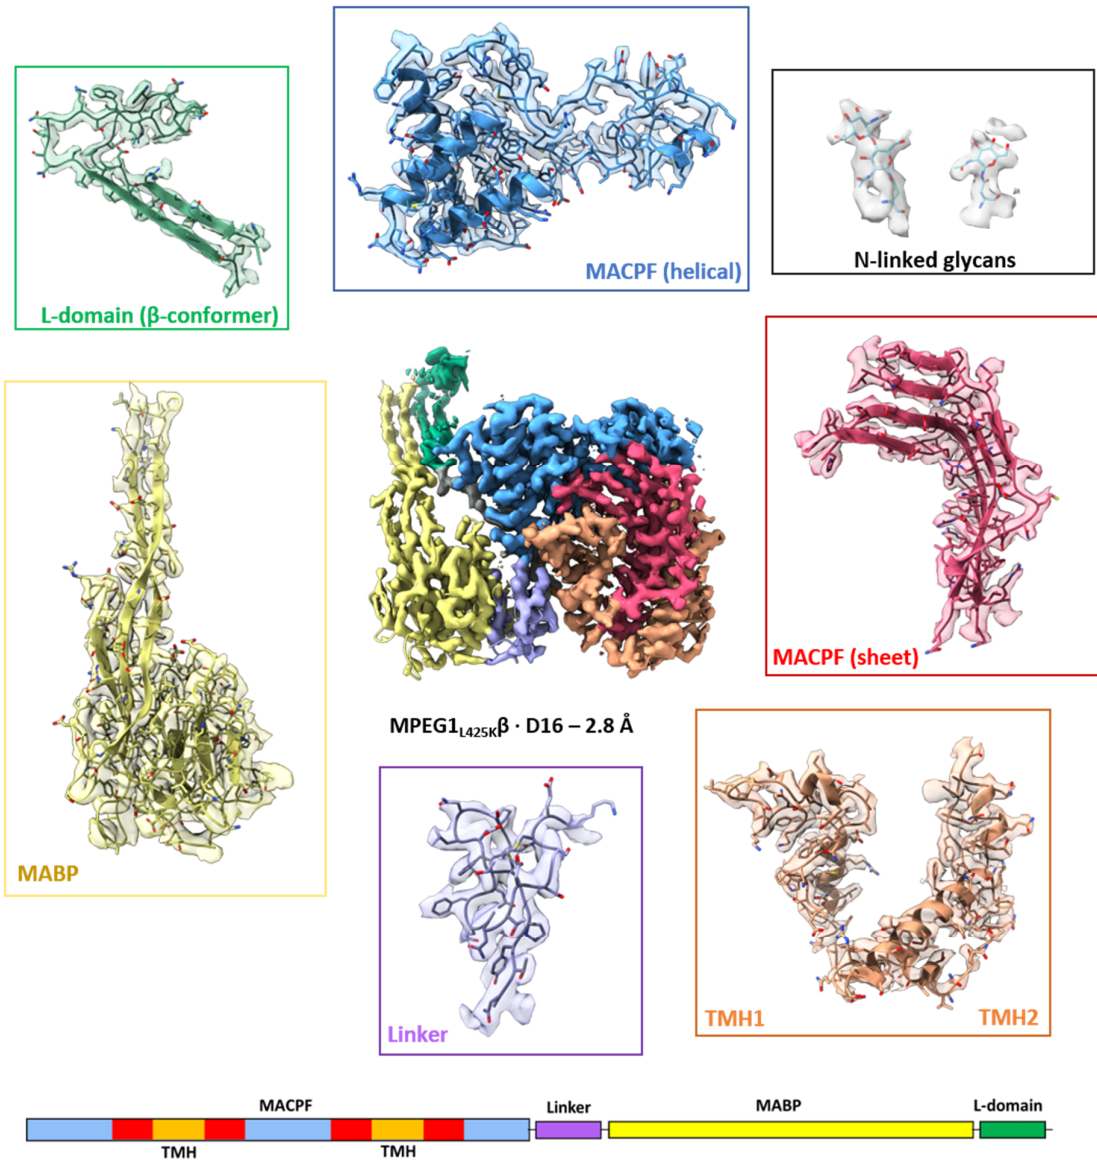 MACPF (helical)
N-linked glycans
L-domain (β-conformer)
MACPF (sheet)
MPEG1L425Kβ · D16 – 2.8 Å
MABP
Linker
TMH1 TMH2
MACPF Linker MABP L-domain
TMH TMH